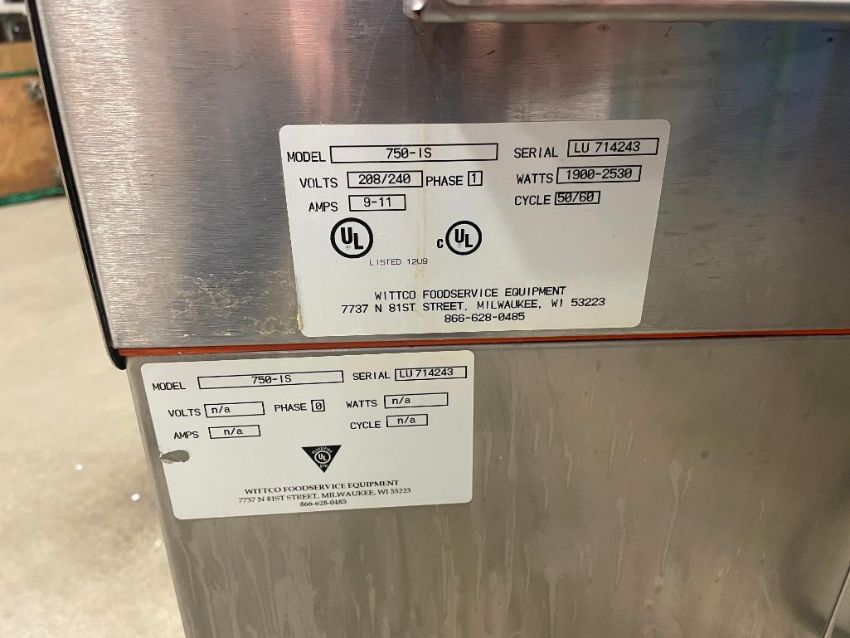 MODEL 750-IS SERIAL LU 714243
VOLTS 208/240 PHASE 1 WATTS 1900-2530
AMPS 9-11 CYCLE 50/60
UL c UL
LISTED 12U9
WITTCO FOODSERVICE EQUIPMENT
7737 N 81ST STREET, MILWAUKEE, WI 53223
866-628-0485
MODEL 750-IS SERIAL LU 714243
VOLTS n/a PHASE 0 WATTS n/a
AMPS n/a CYCLE n/a
UL
WITTCO FOODSERVICE EQUIPMENT
7737 N 81ST STREET, MILWAUKEE, WI 53223
866-628-0485